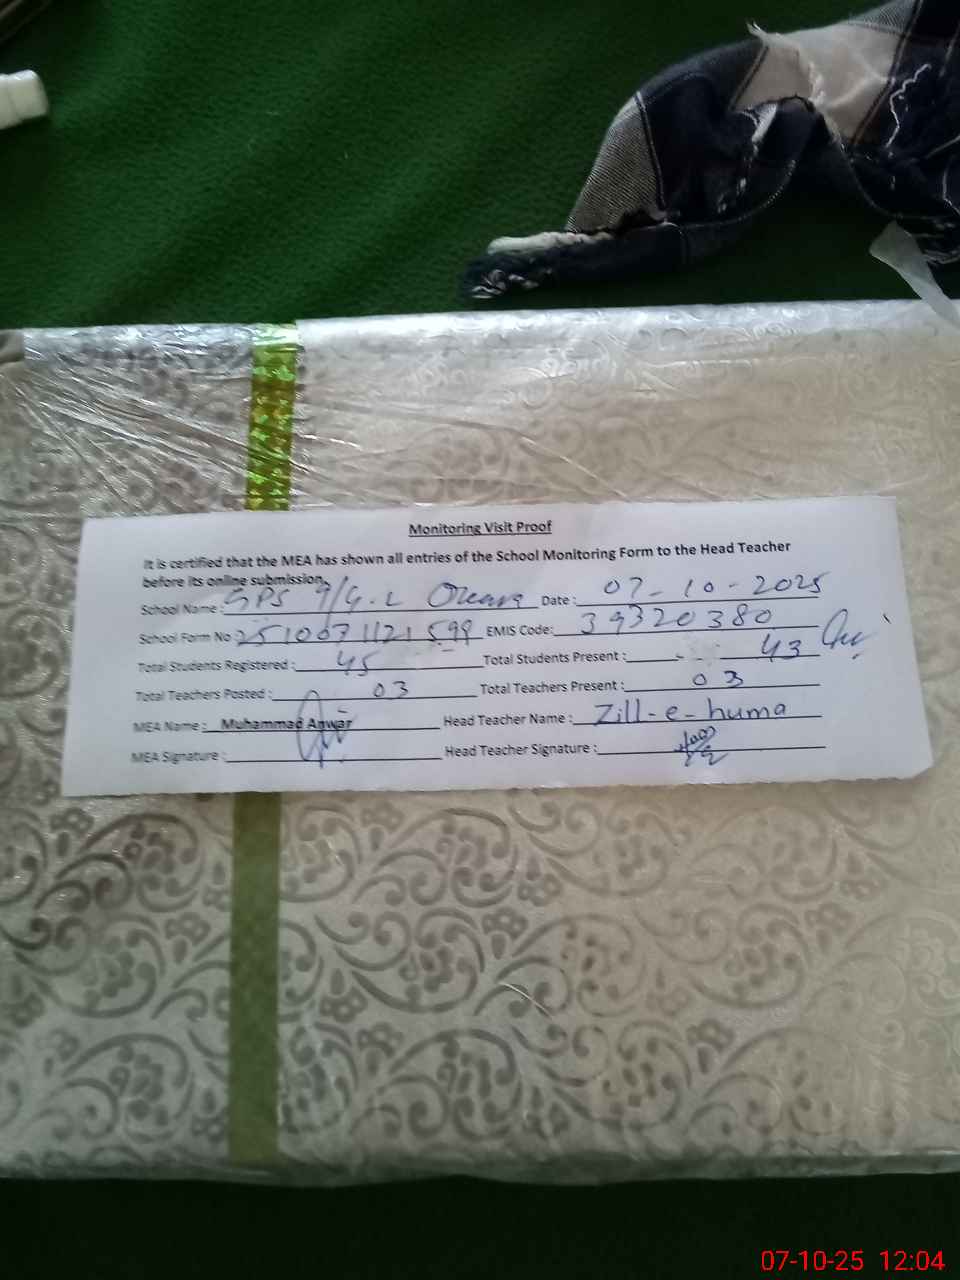 Monitoring Visit Proof
It is certified that the MEA has shown all entries of the School Monitoring Form to the Head Teacher
before its online submission.
School Name : GPS 9/4.L Okara Date : 07-10-2025
School Form No : EMIS Code: 39320380
Total Students Registered : 45 Total Students Present : 43
Total Teachers Posted : 03 Total Teachers Present : 03
MEA Name : Muhammad Anwar Head Teacher Name : Zill-e-huma
MEA Signature : Head Teacher Signature :
07-10-25 12:04